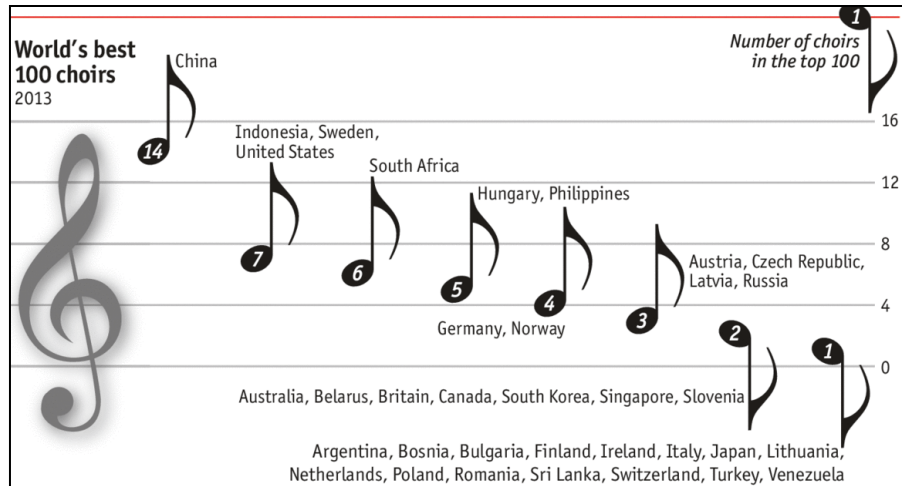 World's best
100 choirs
2013
1
Number of choirs
in the top 100
China
14
16
Indonesia, Sweden,
United States
7
South Africa
6
12
Hungary, Philippines
5
8
4
Germany, Norway
3
Austria, Czech Republic,
Latvia, Russia
4
2
1
0
Australia, Belarus, Britain, Canada, South Korea, Singapore, Slovenia
Argentina, Bosnia, Bulgaria, Finland, Ireland, Italy, Japan, Lithuania,
Netherlands, Poland, Romania, Sri Lanka, Switzerland, Turkey, Venezuela